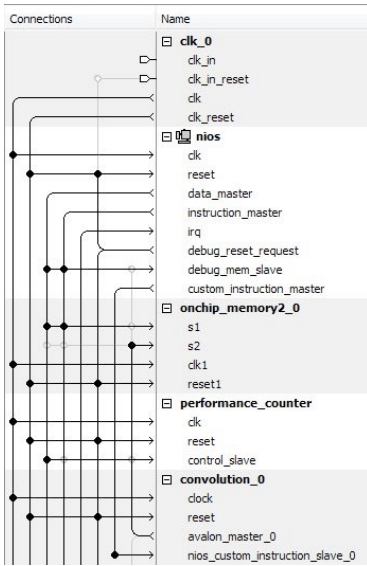 Connections Name
clk_0
clk_in
clk_in_reset
clk
clk_reset
nios
clk
reset
data_master
instruction_master
irq
debug_reset_request
debug_mem_slave
custom_instruction_master
onchip_memory2_0
s1
s2
clk1
reset1
performance_counter
clk
reset
control_slave
convolution_0
clock
reset
avalon_master_0
nios_custom_instruction_slave_0